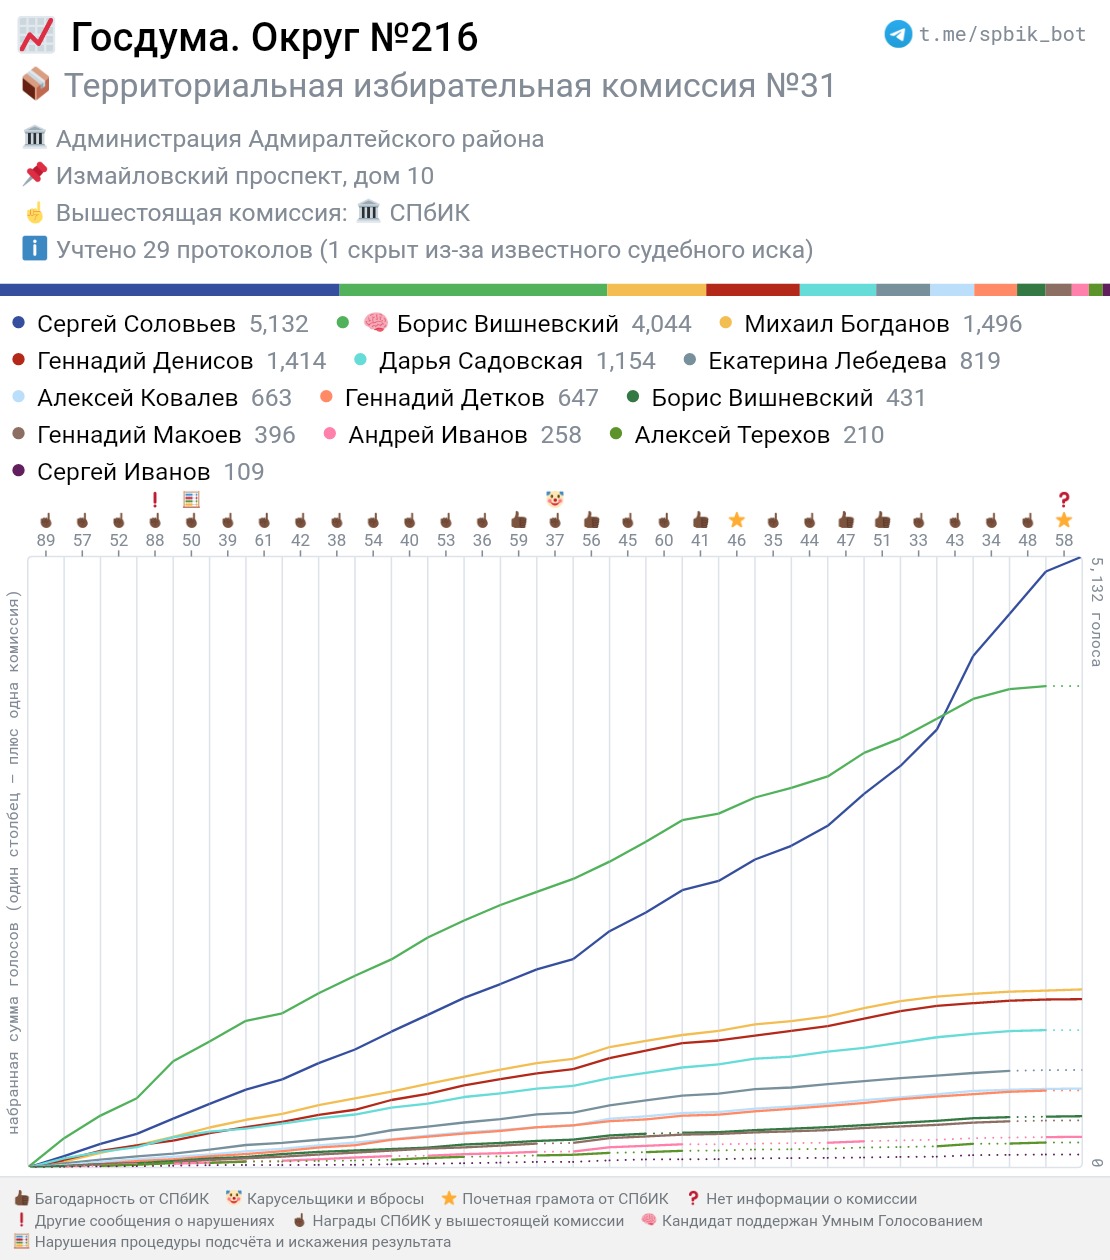 Госдума. Округ №216
t.me/spbik_bot
Территориальная избирательная комиссия №31
Администрация Адмиралтейского района
Измайловский проспект, дом 10
Вышестоящая комиссия: СПбИК
Учтено 29 протоколов (1 скрыт из-за известного судебного иска)
Сергей Соловьев 5,132 Борис Вишневский 4,044 Михаил Богданов 1,496
Геннадий Денисов 1,414 Дарья Садовская 1,154 Екатерина Лебедева 819
Алексей Ковалев 663 Геннадий Детков 647 Борис Вишневский 431
Геннадий Макоев 396 Андрей Иванов 258 Алексей Терехов 210
Сергей Иванов 109
89 57 52 88 50 39 61 42 38 54 40 53 36 59 37 56 45 60 41 46 35 44 47 51 33 43 34 48 58
набранная сумма голосов (один столбец – плюс одна комиссия)
5,132 голоса
0
Багодарность от СПбИК Карусельщики и вбросы Почетная грамота от СПбИК Нет информации о комиссии
Другие сообщения о нарушениях Награды СПбИК у вышестоящей комиссии Кандидат поддержан Умным Голосованием
Нарушения процедуры подсчёта и искажения результата